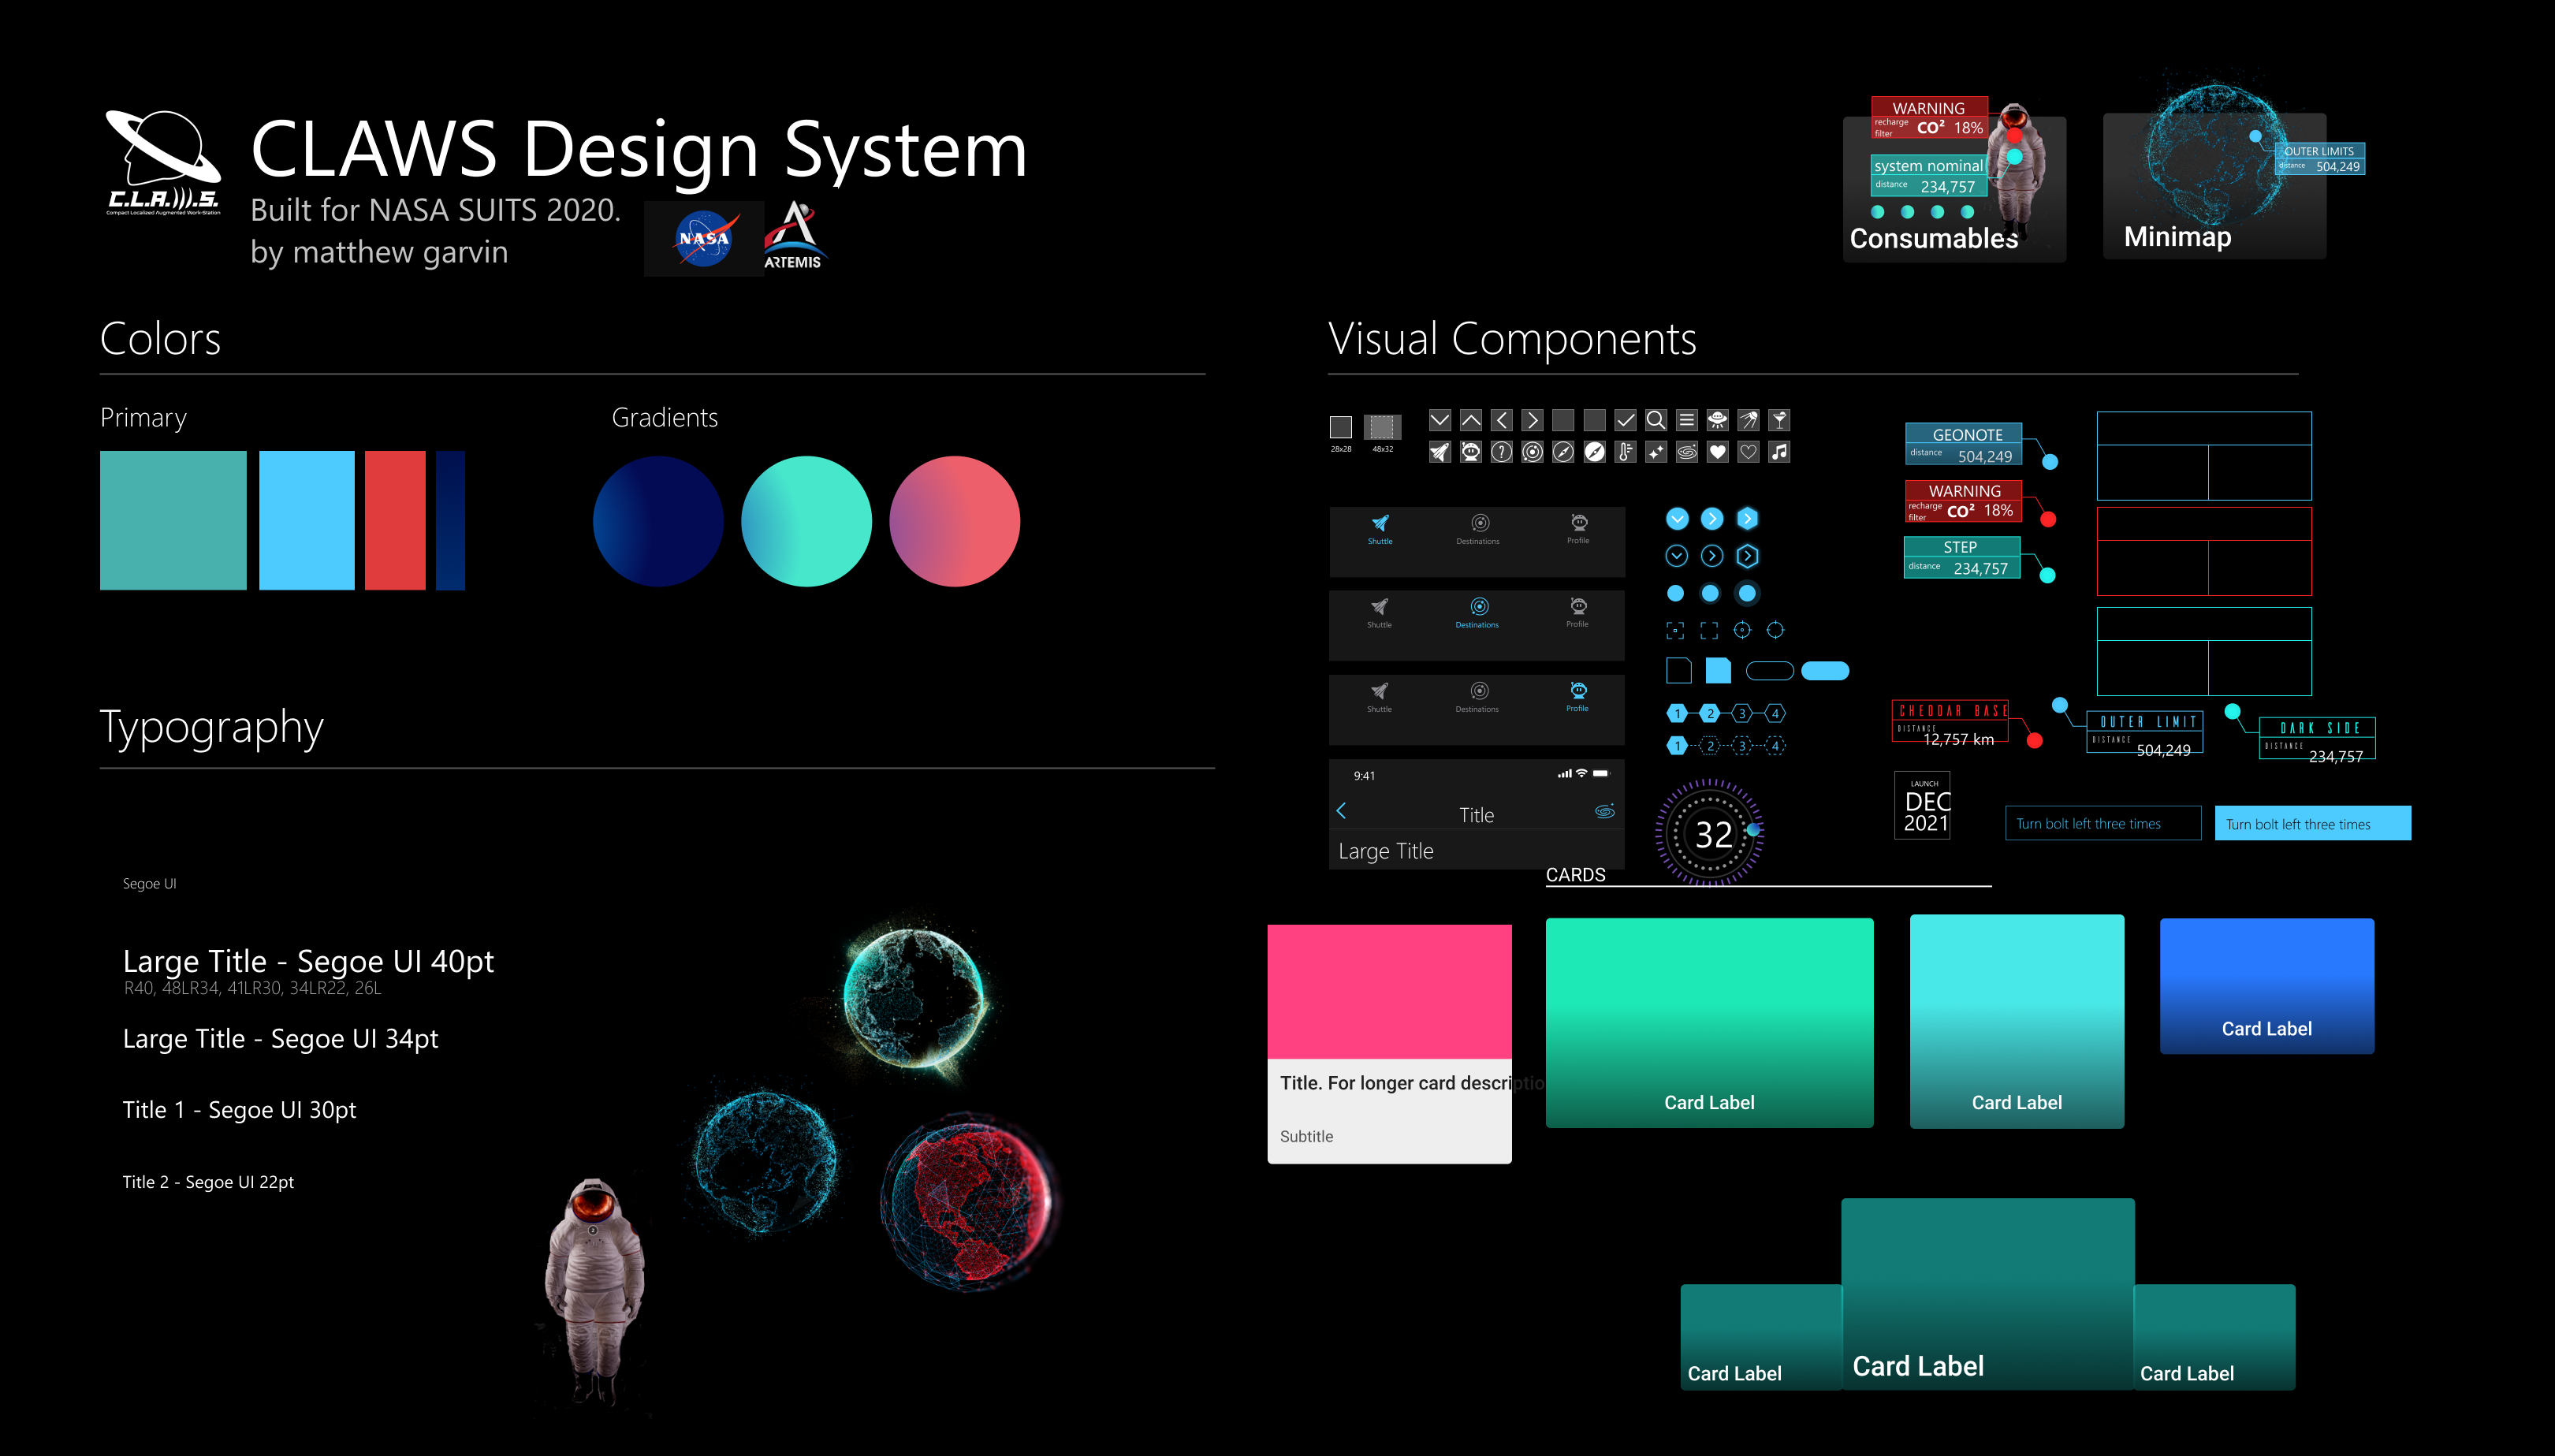 CLAWS Design System
C.L.A.))).S.
Compact Localized Augmented Work-Station
Built for NASA SUITS 2020.
by matthew garvin
NASA
ARTEMIS
WARNING
recharge filter CO² 18%
system nominal
distance 234,757
Consumables
OUTER LIMITS
distance 504,249
Minimap
Colors
Primary
Gradients
Typography
Segoe UI
Large Title - Segoe UI 40pt
R40, 48LR34, 41LR30, 34LR22, 26L
Large Title - Segoe UI 34pt
Title 1 - Segoe UI 30pt
Title 2 - Segoe UI 22pt
Visual Components
28x28
48x32
Shuttle Destinations Profile
Shuttle Destinations Profile
Shuttle Destinations Profile
9:41
Title
Large Title
1 2 3 4
1 2 3 4
32
GEONOTE
distance 504,249
WARNING
recharge filter CO² 18%
STEP
distance 234,757
CHEDDAR BASE
DISTANCE 12,757 km
OUTER LIMIT
DISTANCE 504,249
DARK SIDE
DISTANCE 234,757
LAUNCH
DEC
2021
Turn bolt left three times
Turn bolt left three times
CARDS
Title. For longer card descriptio
Subtitle
Card Label
Card Label
Card Label
Card Label
Card Label
Card Label